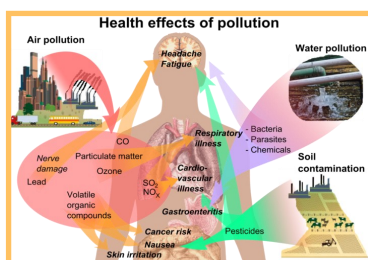 Health effects of pollution
Air pollution
Water pollution
Headache
Fatigue
CO
Particulate matter
Ozone
Nerve
damage
Lead
Volatile
organic
compounds
SO2
NOX
Respiratory
illness
Cardio-
vascular
illness
Gastroenteritis
Cancer risk
Nausea
Skin irritation
- Bacteria
- Parasites
- Chemicals
Soil
contamination
Pesticides